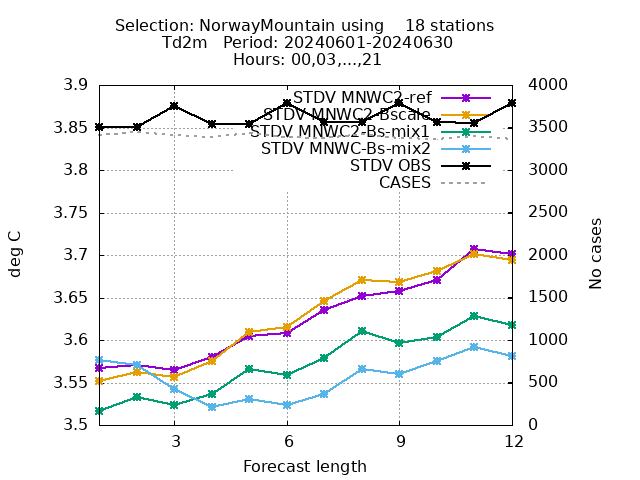 Selection: NorwayMountain using    18 stations
Td2m   Period: 20240601-20240630
Hours: 00,03,...,21
3.9
3.85
3.8
3.75
3.7
3.65
3.6
3.55
3.5
4000
3500
3000
2500
2000
1500
1000
500
0
STDV MNWC2-ref
STDV MNWC2-Bscale
STDV MNWC2-Bs-mix1
STDV MNWC-Bs-mix2
STDV OBS
CASES
deg C
No cases
3
6
9
12
Forecast length